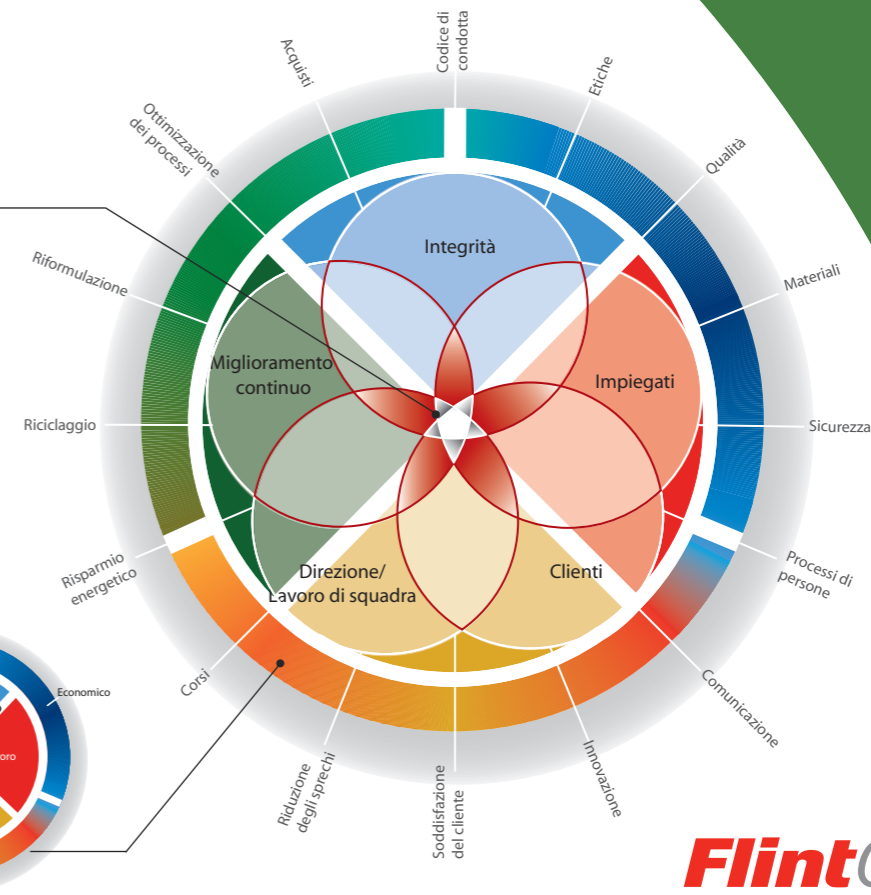 Codice di
condotta
Etiche
Qualità
Materiali
Sicurezza
Processi di
persone
Comunicazione
Innovazione
Soddisfazione
del cliente
Riduzione
degli sprechi
Corsi
Risparmio
energetico
Riciclaggio
Riformulazione
Ottimizzazione
dei processi
Acquisti
Integrità
Impiegati
Clienti
Direzione/
Lavoro di squadra
Miglioramento
continuo
Economico
Flint